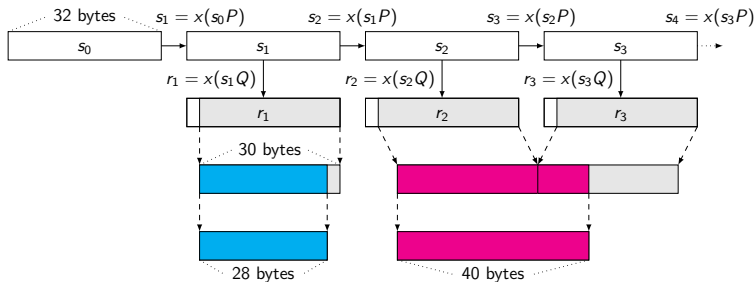 32 bytes
s₁ = x(s₀P)
s₂ = x(s₁P)
s₃ = x(s₂P)
s₄ = x(s₃P)
s₀
s₁
s₂
s₃
r₁ = x(s₁Q)
r₂ = x(s₂Q)
r₃ = x(s₃Q)
r₁
r₂
r₃
30 bytes
28 bytes
40 bytes